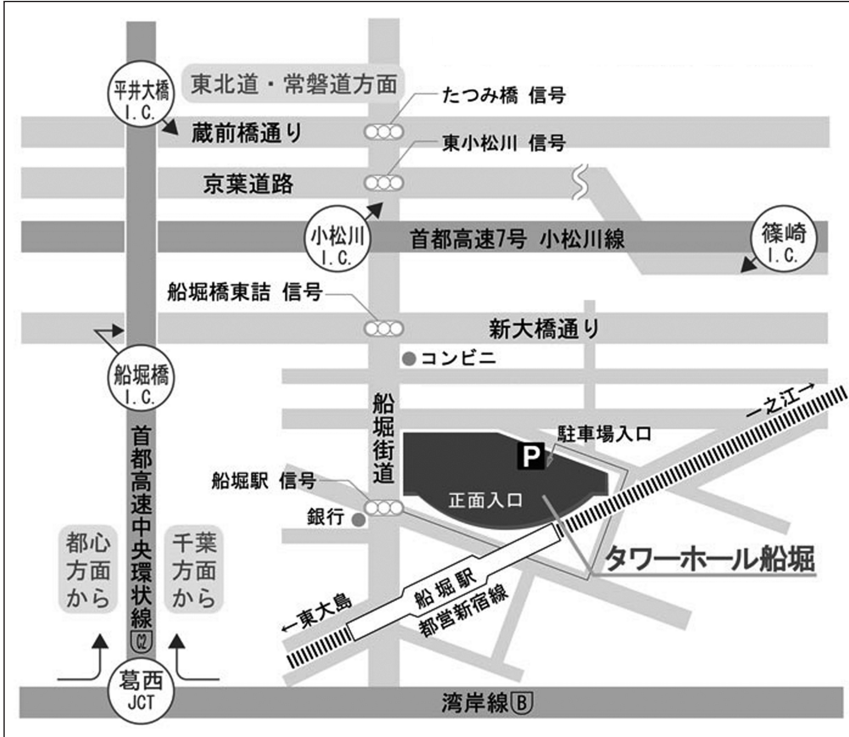 平井大橋
I.C.
東北道・常磐道方面
たつみ橋 信号
蔵前橋通り
東小松川 信号
京葉道路
小松川
I.C.
首都高速7号 小松川線
篠崎
I.C.
船堀橋東詰 信号
新大橋通り
コンビニ
船堀橋
I.C.
船堀街道
一之江→
駐車場入口
P
首都高速中央環状線
C2
船堀駅 信号
正面入口
銀行
都心
方面
から
千葉
方面
から
タワーホール船堀
船堀駅
都営新宿線
←東大島
葛西
JCT
湾岸線 B